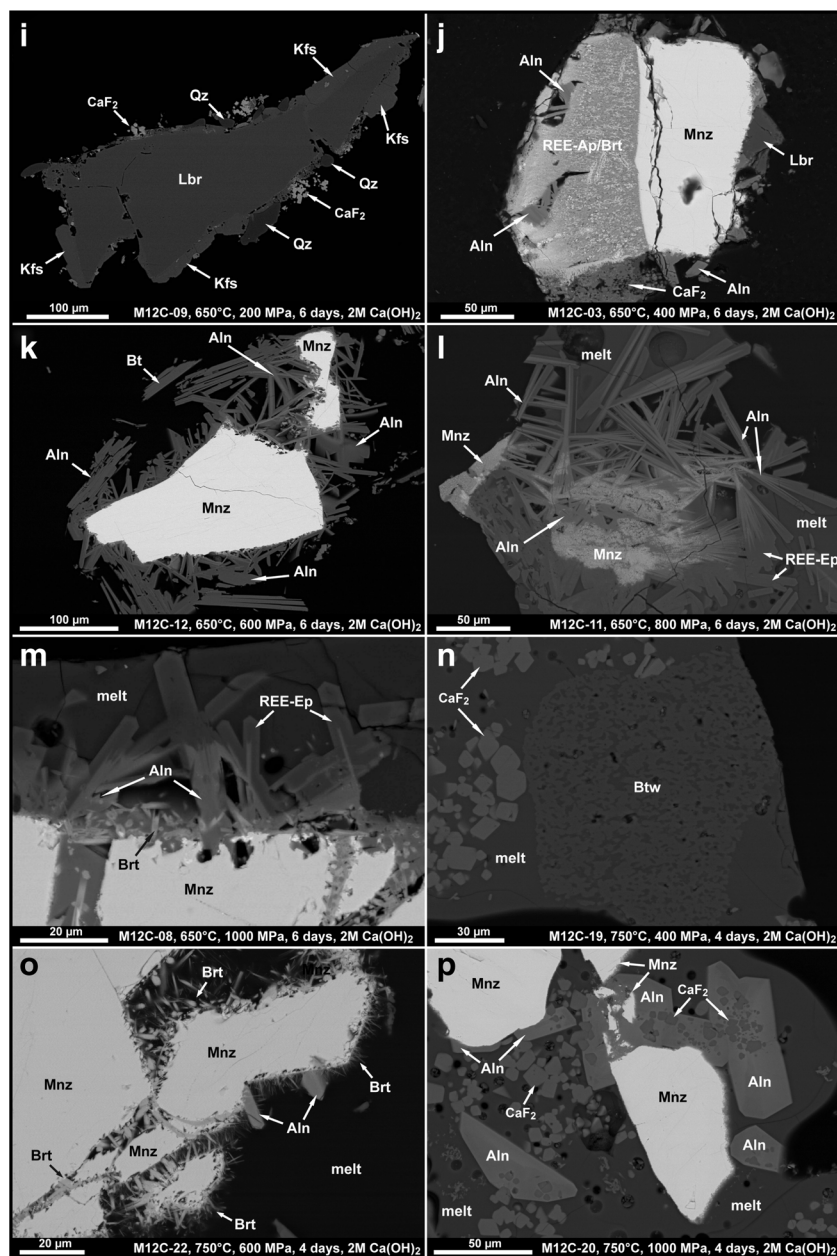 i
Kfs
Qz
CaF₂
Kfs
Lbr
Qz
CaF₂
Qz
Kfs
Kfs
100 µm
M12C-09, 650°C, 200 MPa, 6 days, 2M Ca(OH)₂
j
Aln
Mnz
REE-Ap/Brt
Lbr
Aln
Aln
CaF₂
50 µm
M12C-03, 650°C, 400 MPa, 6 days, 2M Ca(OH)₂
k
Aln
Mnz
Bt
Aln
Aln
Mnz
Aln
100 µm
M12C-12, 650°C, 600 MPa, 6 days, 2M Ca(OH)₂
l
melt
Aln
Aln
Mnz
melt
Aln
Mnz
REE-Ep
50 µm
M12C-11, 650°C, 800 MPa, 6 days, 2M Ca(OH)₂
m
melt
REE-Ep
Aln
Brt
Mnz
20 µm
M12C-08, 650°C, 1000 MPa, 6 days, 2M Ca(OH)₂
n
CaF₂
Btw
melt
30 µm
M12C-19, 750°C, 400 MPa, 4 days, 2M Ca(OH)₂
o
Brt
Mnz
Mnz
Mnz
Brt
Aln
Mnz
Brt
melt
Brt
20 µm
M12C-22, 750°C, 600 MPa, 4 days, 2M Ca(OH)₂
p
Mnz
Mnz
CaF₂
Aln
Aln
Mnz
CaF₂
Aln
Aln
Aln
melt
melt
50 µm
M12C-20, 750°C, 1000 MPa, 4 days, 2M Ca(OH)₂